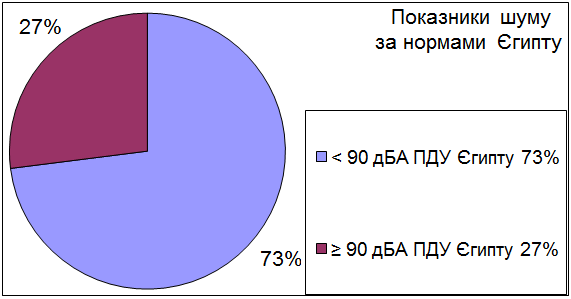 27%
Показники шуму
за нормами Єгипту
< 90 дБА ПДУ Єгипту 73%
≥ 90 дБА ПДУ Єгипту 27%
73%